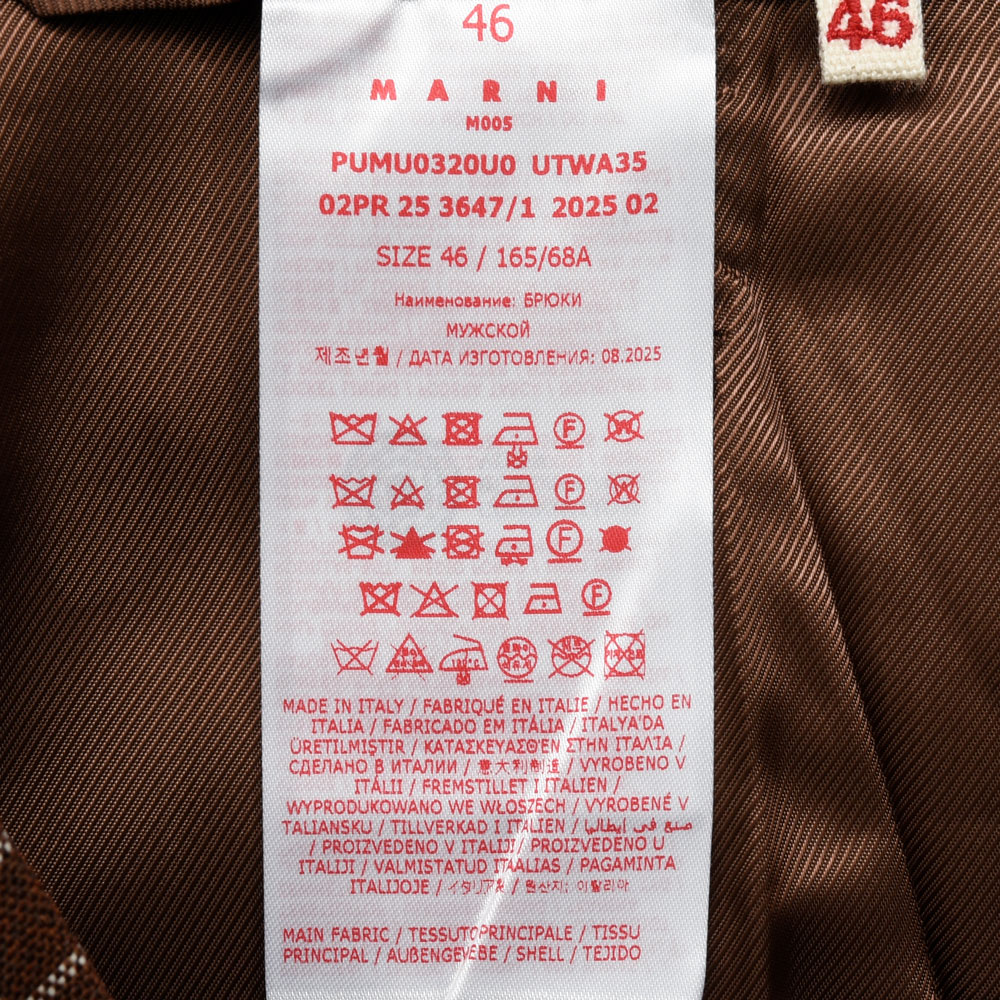 46
46
MARNI
M005
PUMU0320U0 UTWA35
02PR 25 3647/1 2025 02
SIZE 46 / 165/68A
Наименование: БРЮКИ
МУЖСКОЙ
제조년월 / ДАТА ИЗГОТОВЛЕНИЯ: 08.2025
F W
F W
F
F
MADE IN ITALY / FABRIQUÉ EN ITALIE / HECHO EN
ITALIA / FABRICADO EM ITÁLIA / ITALYA'DA
ÜRETILMIŞTIR / ΚΑΤΑΣΚΕΥΑΣΘΕΝ ΣΤΗΝ ΙΤΑΛΙΑ /
СДЕЛАНО В ИТАЛИИ / 意大利制造 / VYROBENO V
ITÁLII / FREMSTILLET I ITALIEN /
WYPRODUKOWANO WE WŁOSZECH / VYROBENÉ V
TALIANSKU / TILLVERKAD I ITALIEN / صنع في إيطاليا
/ PROIZVEDENO V ITALIJI / PROIZVEDENO U
ITALIJI / VALMISTATUD ITAALIAS / PAGAMINTA
ITALIJOJE / イタリア製 / 원산지: 이탈리아
MAIN FABRIC / TESSUTO PRINCIPALE / TISSU
PRINCIPAL / AUßENGEWEBE / SHELL / TEJIDO